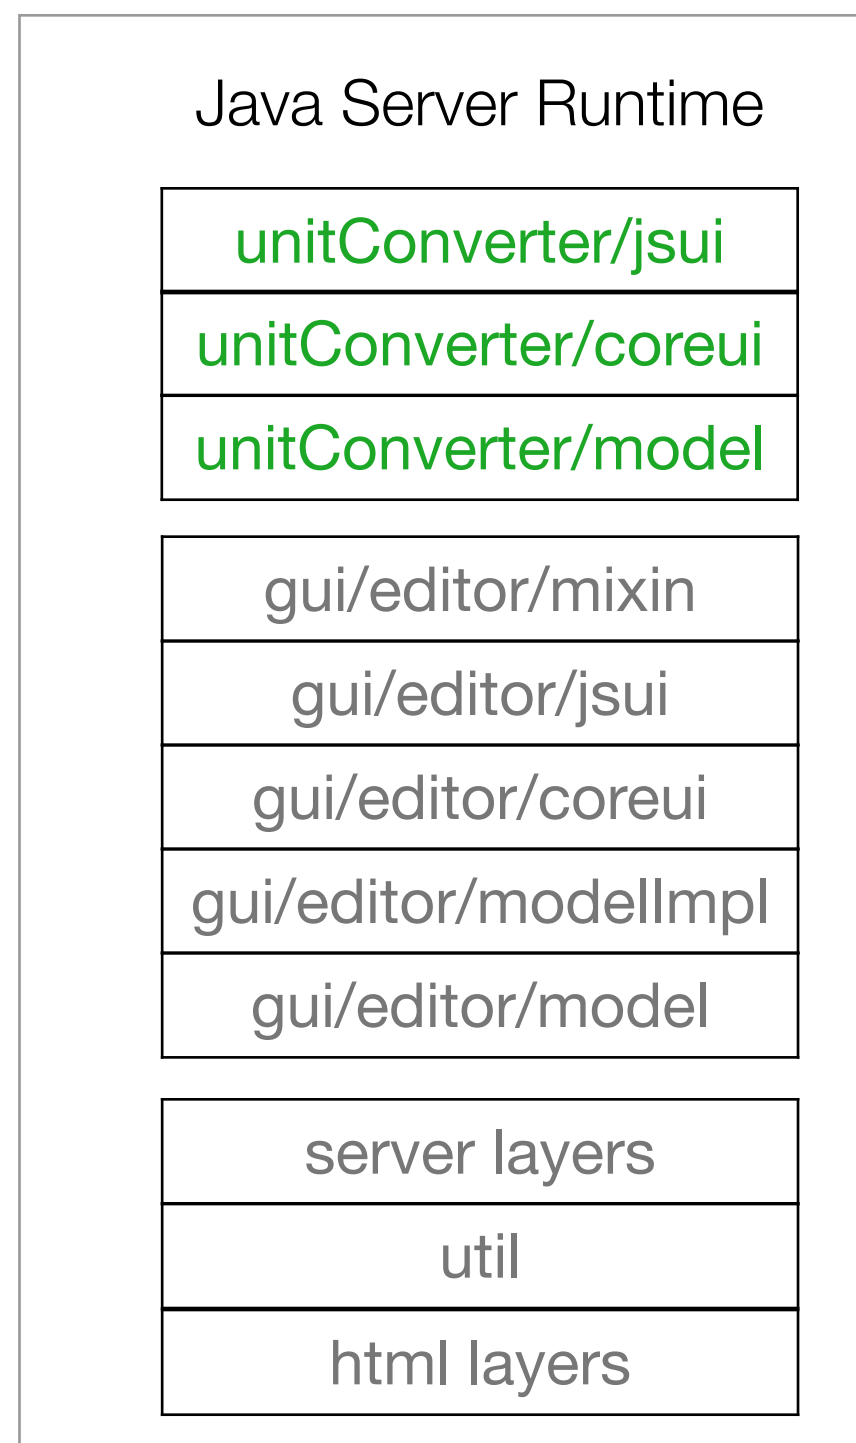 Java Server Runtime
unitConverter/jsui
unitConverter/coreui
unitConverter/model
gui/editor/mixin
gui/editor/jsui
gui/editor/coreui
gui/editor/modelImpl
gui/editor/model
server layers
util
html layers